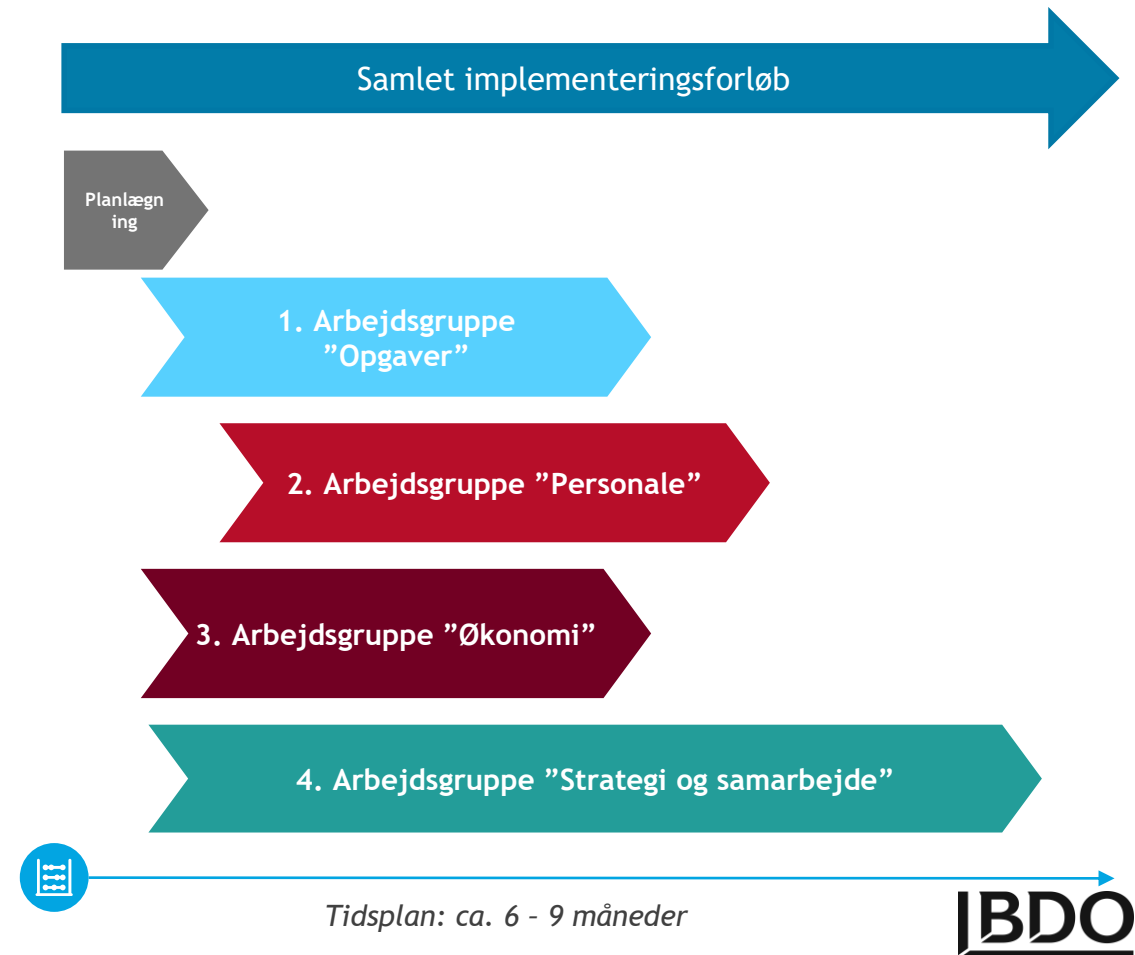 Samlet implementeringsforløb
Planlægn
ing
1. Arbejdsgruppe
”Opgaver”
2. Arbejdsgruppe ”Personale”
3. Arbejdsgruppe ”Økonomi”
4. Arbejdsgruppe ”Strategi og samarbejde”
Tidsplan: ca. 6 – 9 måneder
BDO